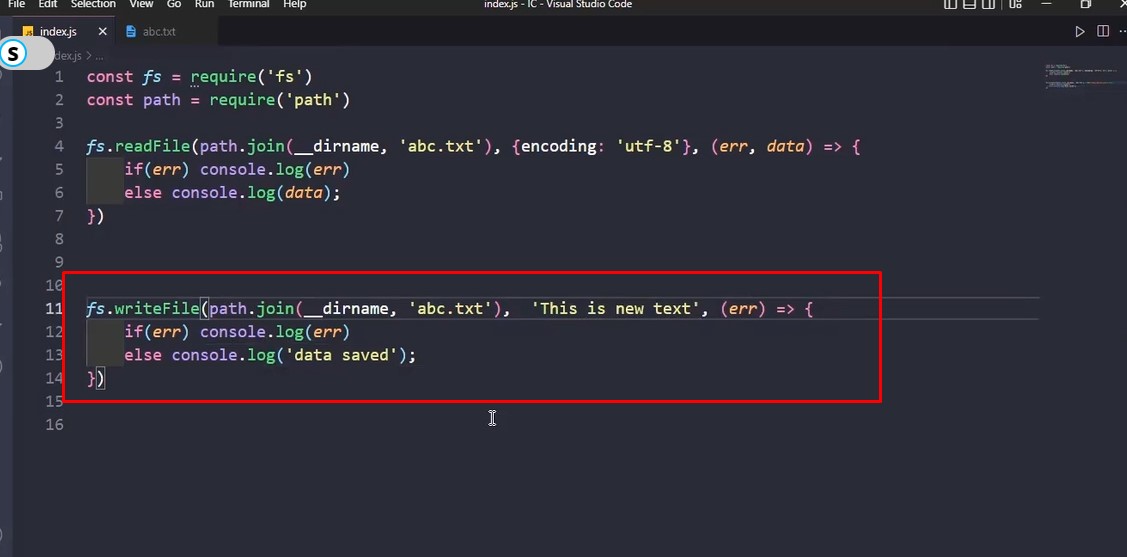 File Edit Selection View Go Run Terminal Help index.js - IC - Visual Studio Code
index.js abc.txt
S
dex.js > ...
1 const fs = require('fs')
2 const path = require('path')
3
4 fs.readFile(path.join(__dirname, 'abc.txt'), {encoding: 'utf-8'}, (err, data) => {
5 if(err) console.log(err)
6 else console.log(data);
7 })
8
9
10
11 fs.writeFile(path.join(__dirname, 'abc.txt'), 'This is new text', (err) => {
12 if(err) console.log(err)
13 else console.log('data saved');
14 })
15
16